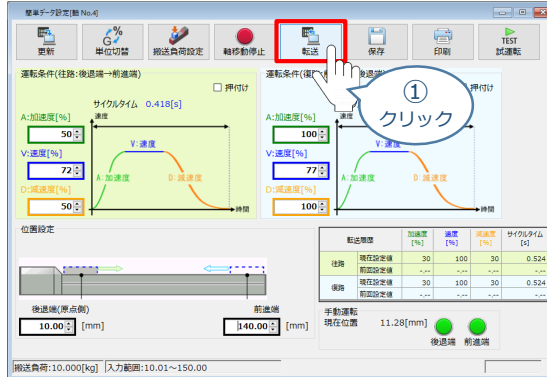 簡単データ設定[軸 No.4]
更新
単位切替
搬送負荷設定
軸移動停止
転送
保存
印刷
TEST
試運転
運転条件(往路:後退端→前進端)
押付け
サイクルタイム 0.418[s]
A:加速度[%]
50
V:速度[%]
72
D:減速度[%]
50
速度
V:速度
A:加速度
D:減速度
時間
運転条件(復路
後退端)
押付け
A:加速度[%]
100
V:速度[%]
77
D:減速度[%]
100
速度
V:速度
A:加速度
D:減速度
時間
①
クリック
位置設定
後退端(原点側)
10.00 [mm]
前進端
140.00 [mm]
転送履歴 加速度[%] 速度[%] 減速度[%] サイクルタイム[s]
往路 現在設定値 30 100 30 0.524
前回設定値 -.-- -.-- -.-- -.--
復路 現在設定値 30 100 30 0.524
前回設定値 -.-- -.-- -.-- -.--
手動運転
現在位置 11.28[mm]
後退端 前進端
搬送負荷:10.000[kg] 入力範囲:10.01~150.00